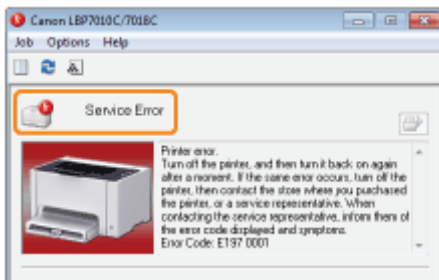 Canon LBP7010C/7018C
Job Options Help
Service Error
Printer error.
Turn off the printer, and then turn it back on again
after a moment. If the same error occurs, turn off the
printer, then contact the store where you purchased
the printer, or a service representative. When
contacting the service representative, inform them of
the error code displayed and symptoms.
Error Code: E197 0001